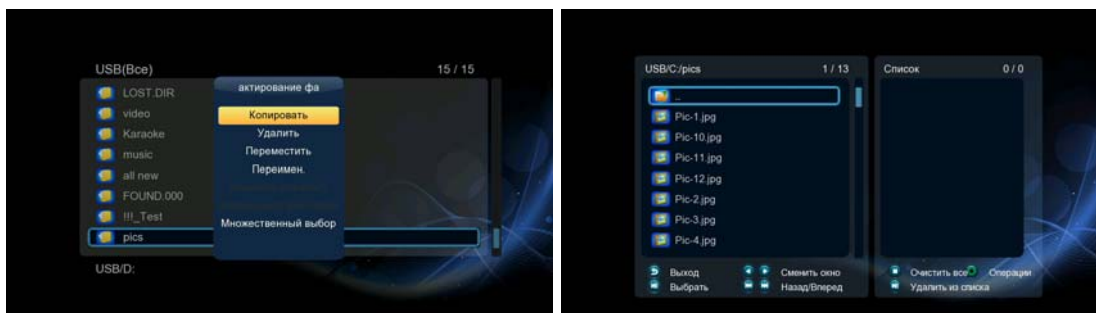 USB(Все) 15 / 15
LOST.DIR
video
Karaoke
music
all new
FOUND.000
!!!_Test
pics
USB/D:
актирование фа
Копировать
Удалить
Переместить
Переимен.
Множественный выбор
USB/C:/pics 1 / 13
..
Pic-1.jpg
Pic-10.jpg
Pic-11.jpg
Pic-12.jpg
Pic-2.jpg
Pic-3.jpg
Pic-4.jpg
Выход Сменить окно
Выбрать Назад/Вперед
Список 0 / 0
Очистить все Операции
Удалить из списка